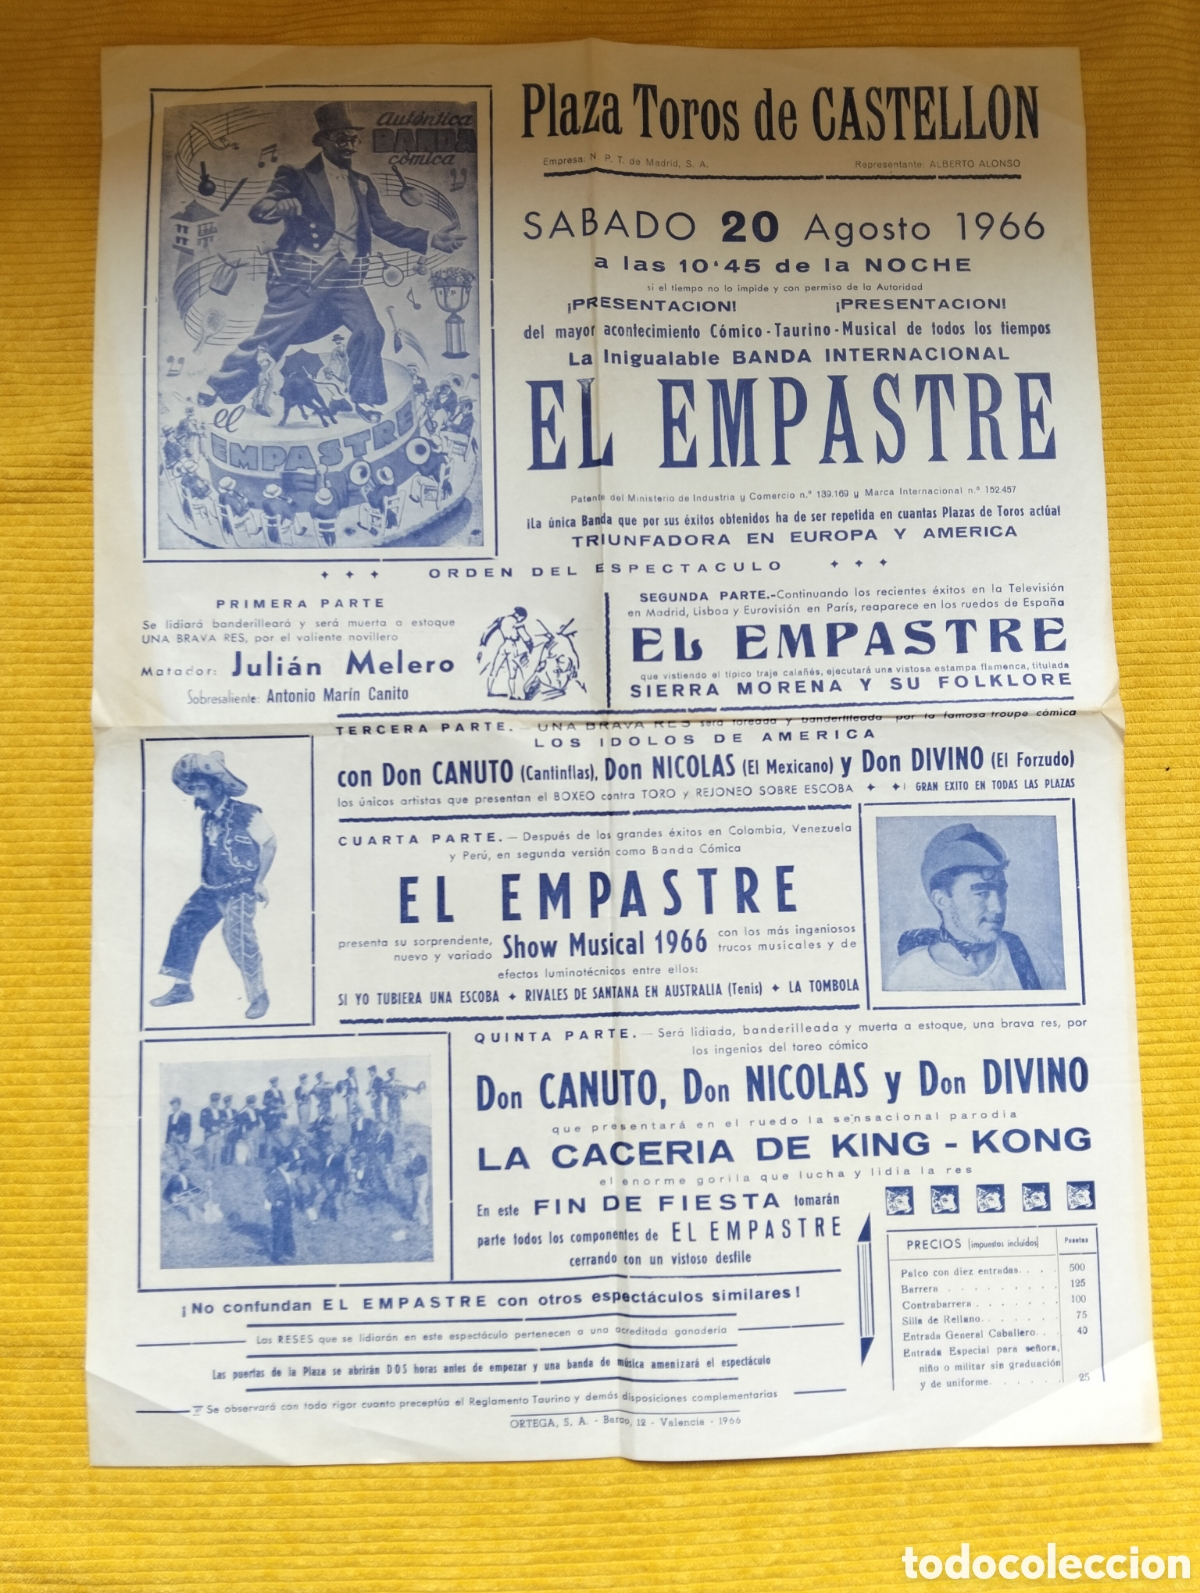 Auténtica
BANDA
cómica
el
EMPASTRE
Plaza Toros de CASTELLON
Empresa: N. P. T. de Madrid, S. A.
Representante: ALBERTO ALONSO
SABADO 20 Agosto 1966
a las 10'45 de la NOCHE
si el tiempo no lo impide y con permiso de la Autoridad
¡PRESENTACION! ¡PRESENTACION!
del mayor acontecimiento Cómico - Taurino - Musical de todos los tiempos
La Inigualable BANDA INTERNACIONAL
EL EMPASTRE
Patente del Ministerio de Industria y Comercio n.º 139.169 y Marca Internacional n.º 152.457
¡La única Banda que por sus éxitos obtenidos ha de ser repetida en cuantas Plazas de Toros actúa!
TRIUNFADORA EN EUROPA Y AMERICA
ORDEN DEL ESPECTACULO
PRIMERA PARTE
Se lidiará banderilleará y será muerta a estoque
UNA BRAVA RES, por el valiente novillero
Matador: Julián Melero
Sobresaliente: Antonio Marín Canito
SEGUNDA PARTE.-Continuando los recientes éxitos en la Televisión
en Madrid, Lisboa y Eurovisión en París, reaparece en los ruedos de España
EL EMPASTRE
que vistiendo el típico traje calañés, ejecutará una vistosa estampa flamenca, titulada
SIERRA MORENA Y SU FOLKLORE
TERCERA PARTE. - UNA BRAVA RES será toreada y banderilleada por la famosa troupe cómica
LOS IDOLOS DE AMERICA
con Don CANUTO (Cantinflas), Don NICOLAS (El Mexicano) y Don DIVINO (El Forzudo)
los únicos artistas que presentan el BOXEO contra TORO y REJONEO SOBRE ESCOBA ✦ ✦ ¡ GRAN EXITO EN TODAS LAS PLAZAS
CUARTA PARTE. - Después de los grandes éxitos en Colombia, Venezuela
y Perú, en segunda versión como Banda Cómica
EL EMPASTRE
presenta su sorprendente, nuevo y variado Show Musical 1966 con los más ingeniosos trucos musicales y de
efectos luminotécnicos entre ellos:
SI YO TUBIERA UNA ESCOBA ✦ RIVALES DE SANTANA EN AUSTRALIA (Tenis) ✦ LA TOMBOLA
QUINTA PARTE. - Será lidiada, banderilleada y muerta a estoque, una brava res, por
los ingenios del toreo cómico
Don CANUTO, Don NICOLAS y Don DIVINO
que presentará en el ruedo la sensacional parodia
LA CACERIA DE KING - KONG
el enorme gorila que lucha y lidia la res
En este FIN DE FIESTA tomarán
parte todos los componentes de EL EMPASTRE
cerrando con un vistoso desfile
¡No confundan EL EMPASTRE con otros espectáculos similares!
Las RESES que se lidiarán en este espectáculo pertenecen a una acreditada ganadería
Las puertas de la Plaza se abrirán DOS horas antes de empezar y una banda de música amenizará el espectáculo
Se observará con todo rigor cuanto preceptúa el Reglamento Taurino y demás disposiciones complementarias
ORTEGA, S. A. - Barco, 12 - Valencia - 1966
PRECIOS (impuestos incluidos) Pesetas
Palco con diez entradas. . . . 500
Barrera . . . . . . . . 125
Contrabarrera . . . . . . . 100
Silla de Rellano. . . . . . 75
Entrada General Caballero. . . 40
Entrada Especial para señora,
niño o militar sin graduación
y de uniforme. . . . . . . 25
todocoleccion